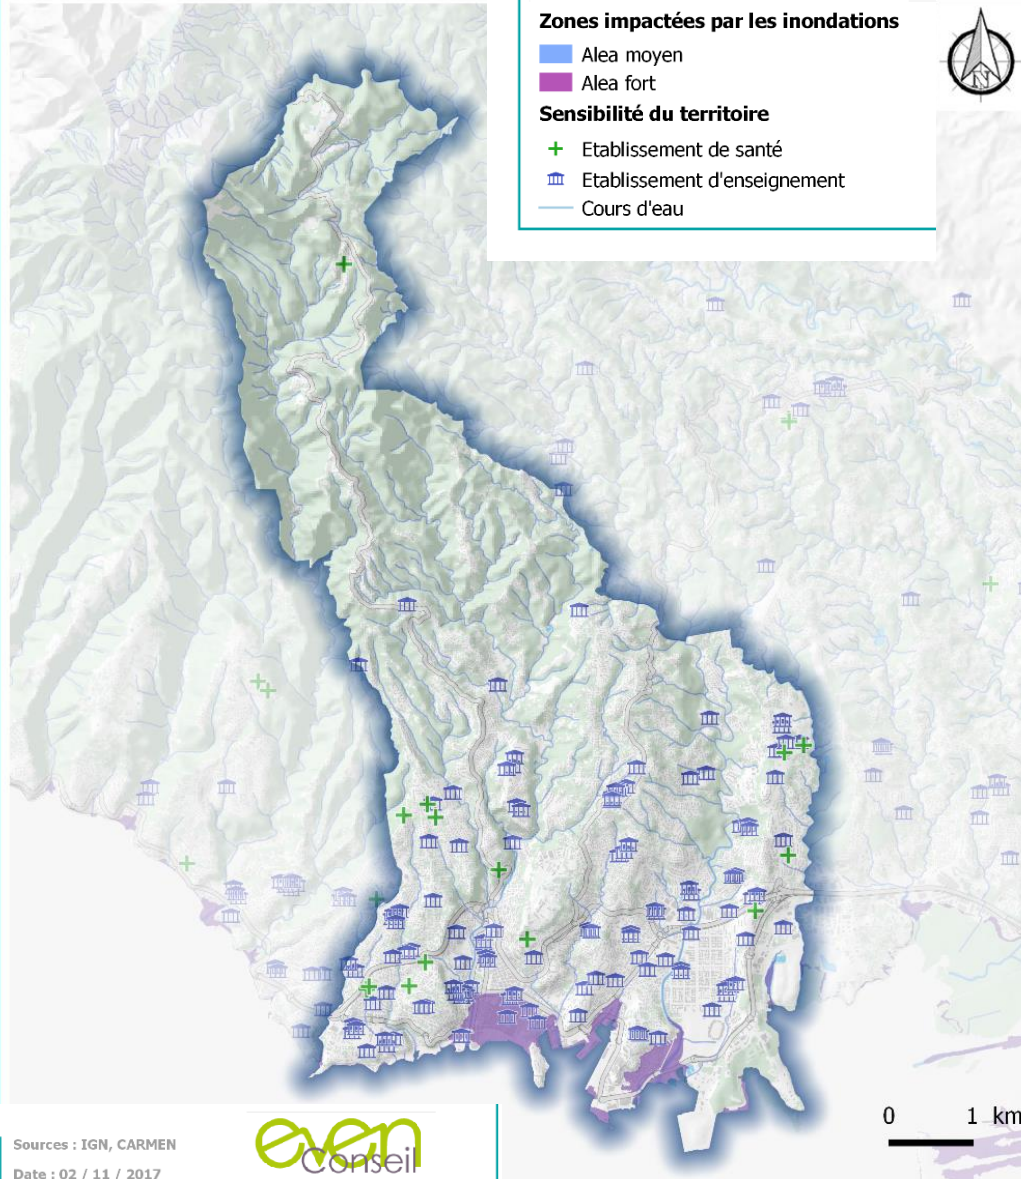 Zones impactées par les inondations
Alea moyen
Alea fort
Sensibilité du territoire
Etablissement de santé
Etablissement d'enseignement
Cours d'eau
N
0 1 km
Sources : IGN, CARMEN
Date : 02 / 11 / 2017
even
Conseil